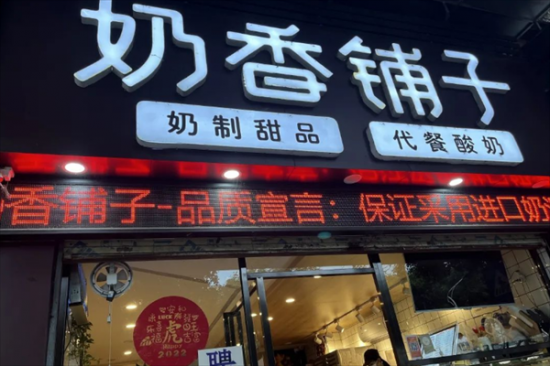 奶香铺子
奶制甜品
代餐酸奶
香铺子-品质宣言：保证采用进口奶
虎
2022
聘